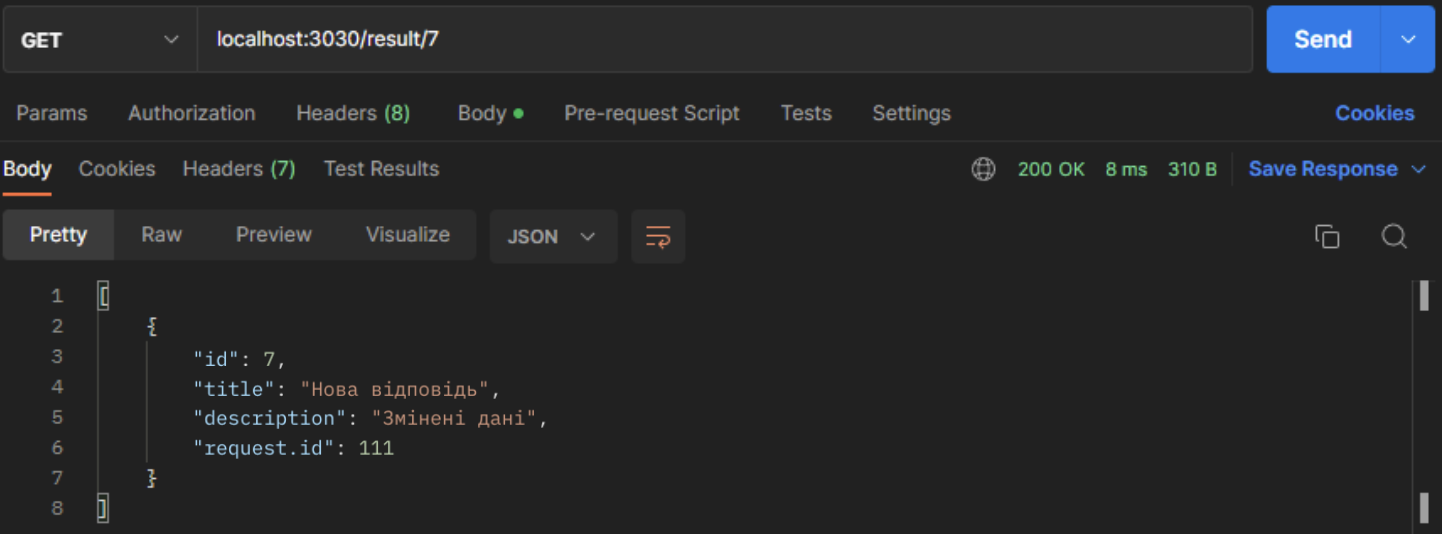 GET localhost:3030/result/7 Send
Params Authorization Headers (8) Body Pre-request Script Tests Settings Cookies
Body Cookies Headers (7) Test Results 200 OK 8 ms 310 B Save Response
Pretty Raw Preview Visualize JSON
1 [
2 {
3 "id": 7,
4 "title": "Нова відповідь",
5 "description": "Змінені дані",
6 "request.id": 111
7 }
8 ]